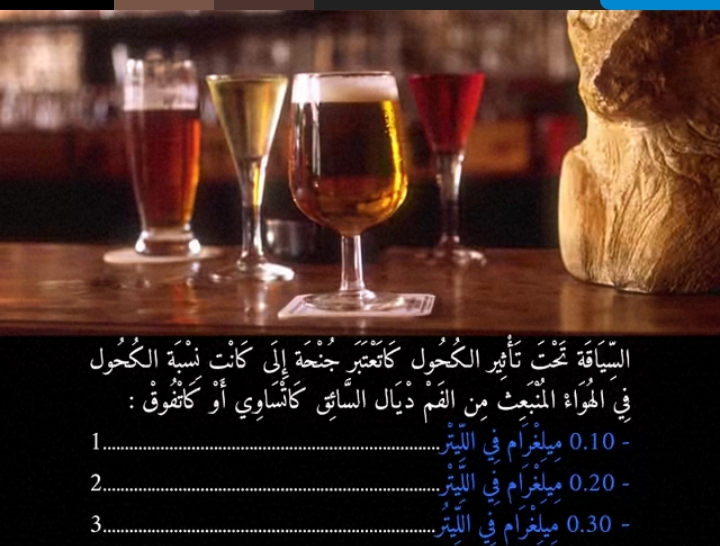 السِّيَاقَة تَحْتَ تَأْثِير الكُحُول كَاتَعْتَبَر جُنْحَة إِلَى كَانْت نِسْبَة الكُحُول
فِي الهُوَاءْ المُنْبَعِثْ مِن الفَمْ دْيَال السَّائِق كَاتْسَاوِي أَوْ كَاتْفُوقْ :
- 0.10 مِيلِغْرَام فِي اللِّيتْر............................................................1
- 0.20 مِيلِغْرَام فِي اللِّيتْر............................................................2
- 0.30 مِيلِغْرَام فِي اللِّيتْر............................................................3